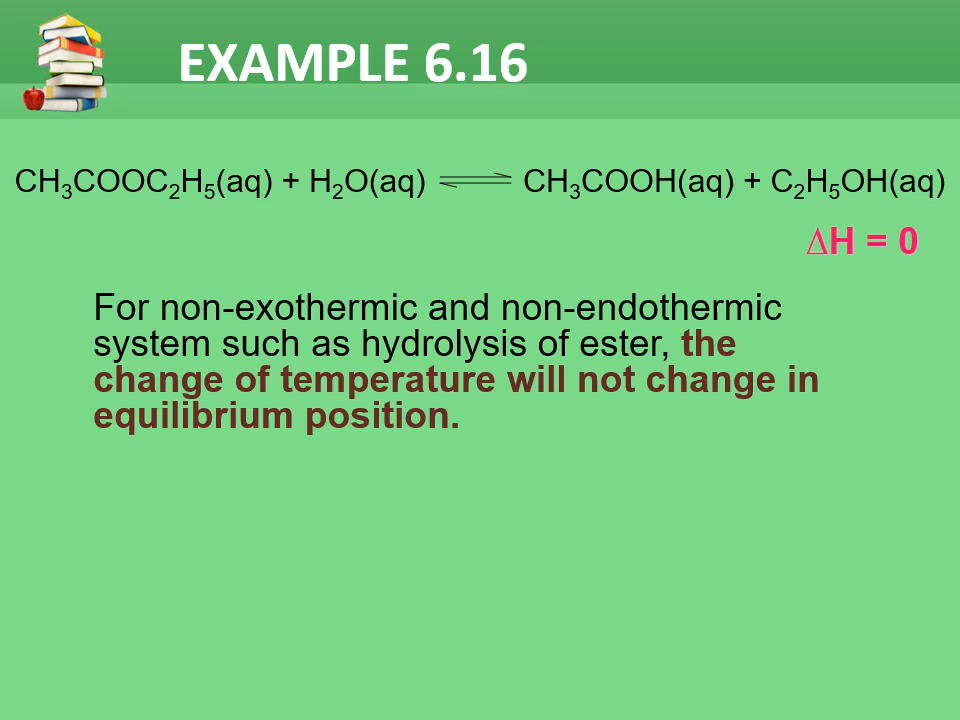 EXAMPLE 6.16
CH₃COOC₂H₅(aq) + H₂O(aq) ⇌ CH₃COOH(aq) + C₂H₅OH(aq)
ΔH = 0
For non-exothermic and non-endothermic
system such as hydrolysis of ester, the
change of temperature will not change in
equilibrium position.